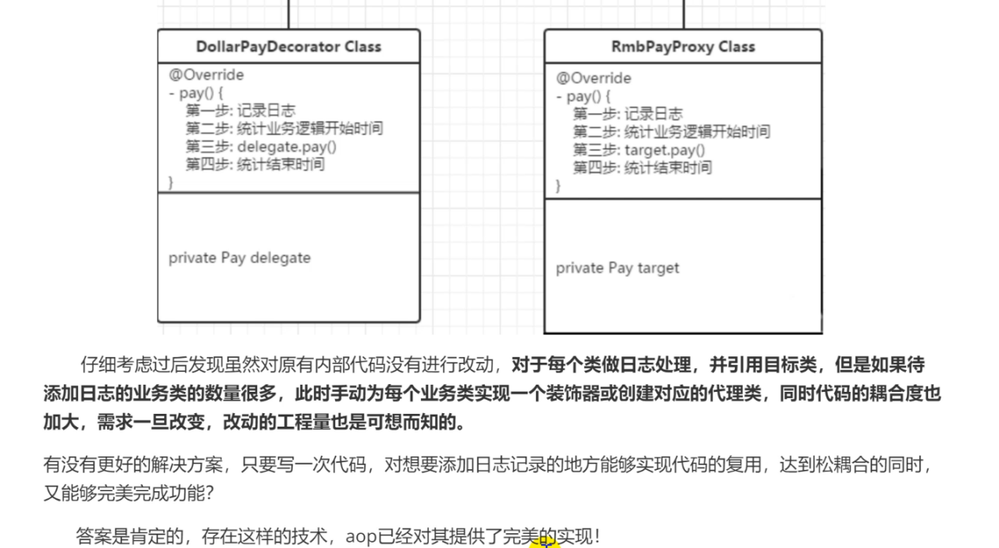 DollarPayDecorator Class
@Override
- pay() {
第一步: 记录日志
第二步: 统计业务逻辑开始时间
第三步: delegate.pay()
第四步: 统计结束时间
}
private Pay delegate
RmbPayProxy Class
@Override
- pay() {
第一步: 记录日志
第二步: 统计业务逻辑开始时间
第三步: target.pay()
第四步: 统计结束时间
}
private Pay target
仔细考虑过后发现虽然对原有内部代码没有进行改动，对于每个类做日志处理，并引用目标类，但是如果待
添加日志的业务类的数量很多，此时手动为每个业务类实现一个装饰器或创建对应的代理类，同时代码的耦合度也
加大，需求一旦改变，改动的工程量也是可想而知的。
有没有更好的解决方案，只要写一次代码，对想要添加日志记录的地方能够实现代码的复用，达到松耦合的同时，
又能够完美完成功能？
答案是肯定的，存在这样的技术，aop已经对其提供了完美的实现！